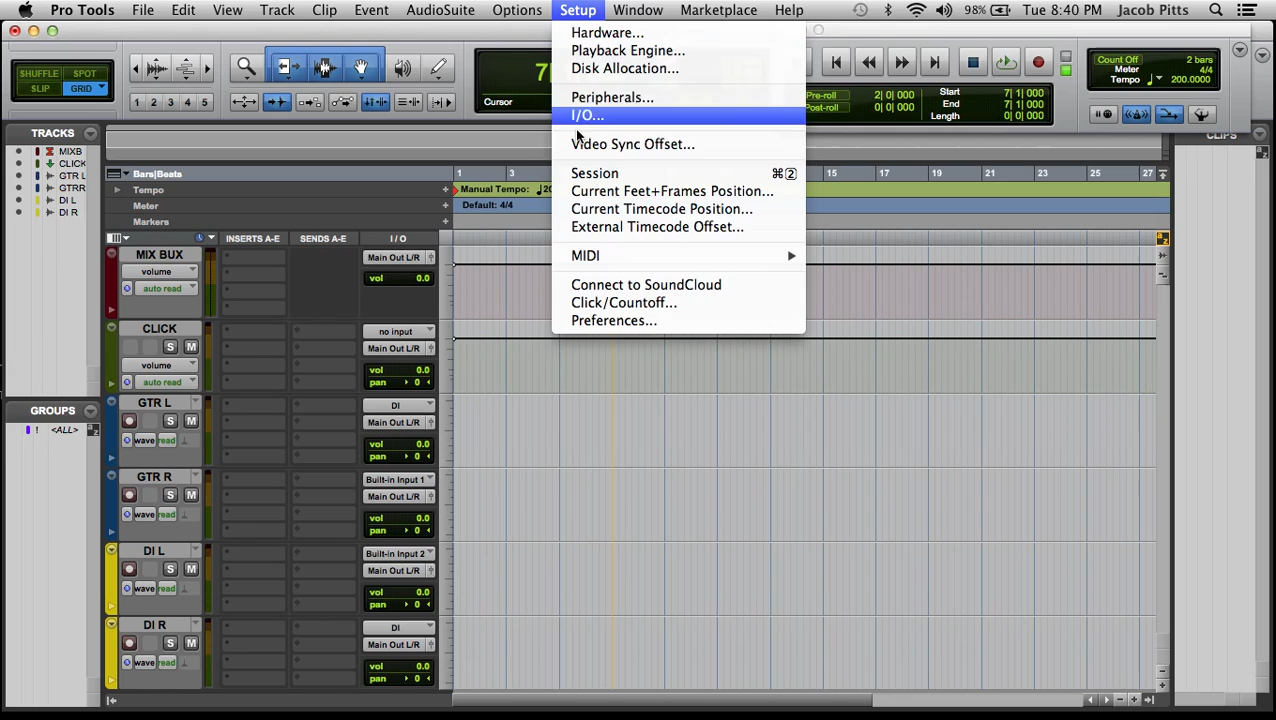 Pro Tools File Edit View Track Clip Event AudioSuite Options Setup Window Marketplace Help 98% Tue 8:40 PM Jacob Pitts
SHUFFLE SPOT
SLIP GRID
1 2 3 4 5
Cursor
Hardware...
Playback Engine...
Disk Allocation...
Peripherals...
I/O...
Video Sync Offset...
Session ⌘2
Current Feet+Frames Position...
Current Timecode Position...
External Timecode Offset...
MIDI
Connect to SoundCloud
Click/Countoff...
Preferences...
Pre-roll 2| 0| 000
Post-roll 0| 0| 000
Start 7| 1| 000
End 7| 1| 000
Length 0| 0| 000
Count Off 2 bars
Meter 4/4
Tempo 200.0000
TRACKS
MIXB
CLICK
GTR L
GTRR
DI L
DI R
GROUPS
! <ALL>
CLIPS
Bars|Beats 1 3 15 17 19 21 23 25 27
Tempo Manual Tempo: 20
Meter Default: 4/4
Markers
INSERTS A-E SENDS A-E I / O
MIX BUX Main Out L/R
volume vol 0.0
auto read
CLICK no input
Main Out L/R
S M
volume vol 0.0
auto read pan 0
GTR L DI
S M Main Out L/R
wave read vol 0.0
pan 0
GTR R Built-in Input 1
S M Main Out L/R
wave read vol 0.0
pan 0
DI L Built-in Input 2
S M Main Out L/R
wave read vol 0.0
pan 0
DI R DI
S M Main Out L/R
wave read vol 0.0
pan 0